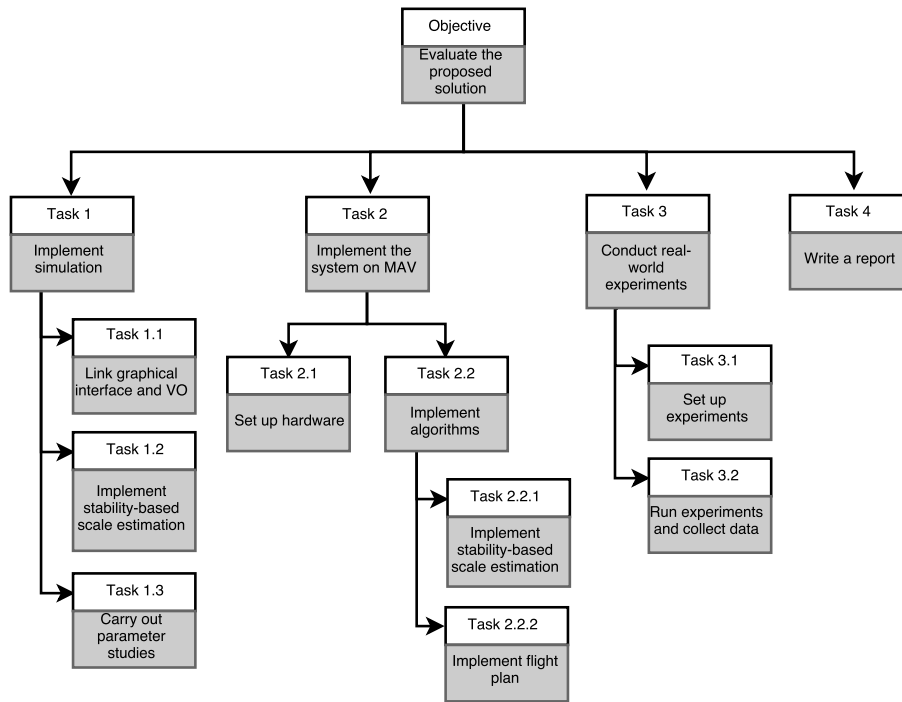 Objective
Evaluate the
proposed
solution
Task 1
Implement
simulation
Task 1.1
Link graphical
interface and VO
Task 1.2
Implement
stability-based
scale estimation
Task 1.3
Carry out
parameter
studies
Task 2
Implement the
system on MAV
Task 2.1
Set up hardware
Task 2.2
Implement
algorithms
Task 2.2.1
Implement
stability-based
scale estimation
Task 2.2.2
Implement flight
plan
Task 3
Conduct real-
world
experiments
Task 3.1
Set up
experiments
Task 3.2
Run experiments
and collect data
Task 4
Write a report